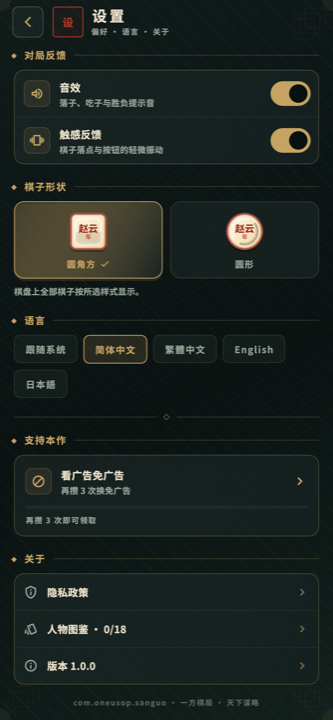 设
设置
偏好 · 语言 · 关于
对局反馈
音效
落子、吃子与胜负提示音
触感反馈
棋子落点与按钮的轻微振动
棋子形状
赵云
车
赵云
车
圆角方
圆形
棋盘上全部棋子按所选样式显示。
语言
跟随系统
简体中文
繁體中文
English
日本語
支持本作
看广告免广告
再攒 3 次换免广告
再攒 3 次即可领取
关于
隐私政策
人物图鉴 · 0/18
版本 1.0.0
com.oneusop.sanguo · 一方棋局 · 天下谋略